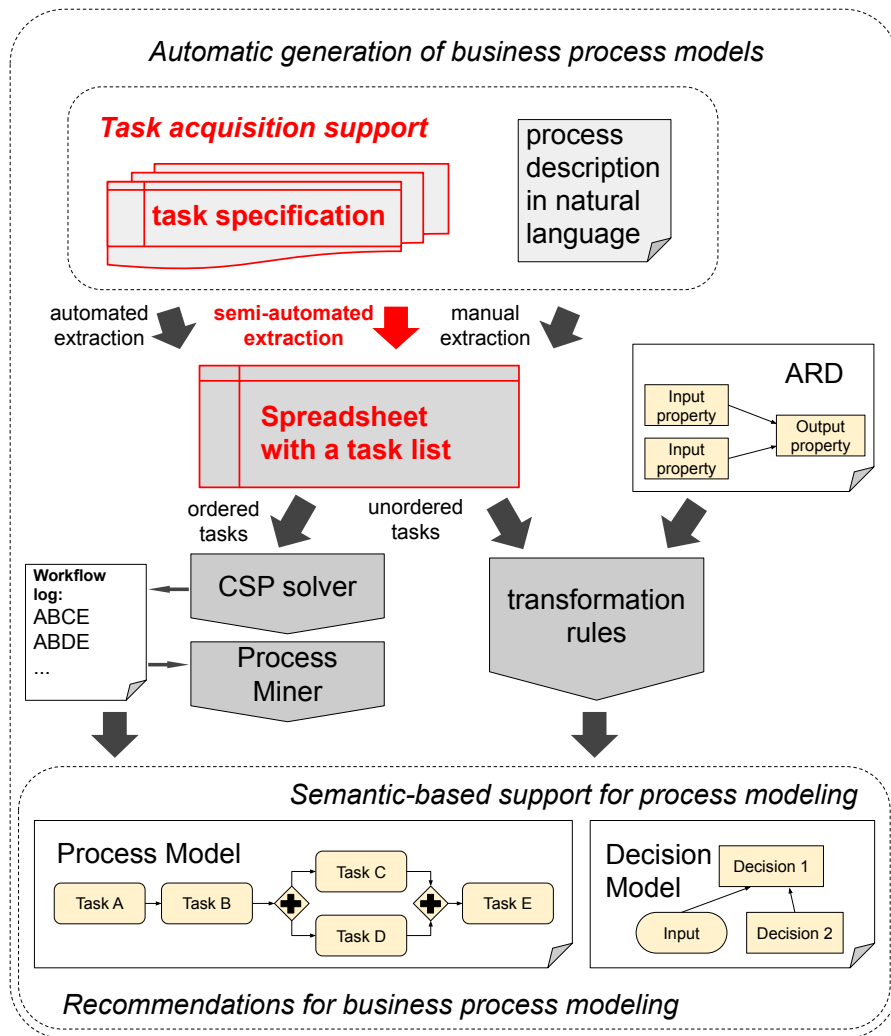 Automatic generation of business process models
Task acquisition support
task specification
process
description
in natural
language
automated
extraction
semi-automated
extraction
manual
extraction
Spreadsheet
with a task list
ARD
Input
property
Input
property
Output
property
ordered
tasks
unordered
tasks
Workflow
log:
ABCE
ABDE
...
CSP solver
Process
Miner
transformation
rules
Semantic-based support for process modeling
Process Model
Task A
Task B
Task C
Task D
Task E
Decision
Model
Decision 1
Input
Decision 2
Recommendations for business process modeling